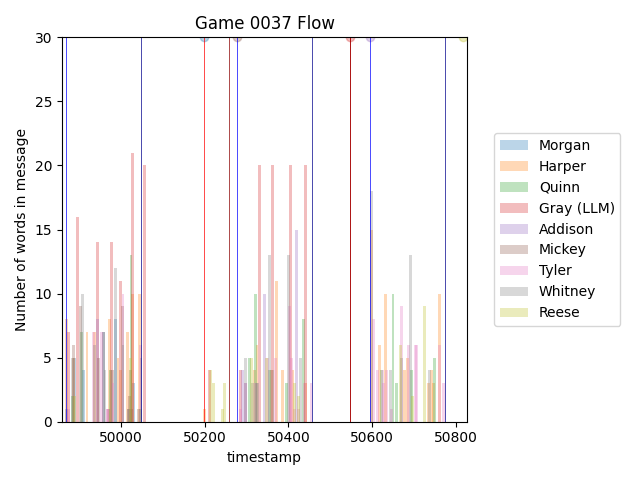 Game 0037 Flow
30
25
20
15
10
5
0
Number of words in message
50000
50200
50400
50600
50800
timestamp
Morgan
Harper
Quinn
Gray (LLM)
Addison
Mickey
Tyler
Whitney
Reese